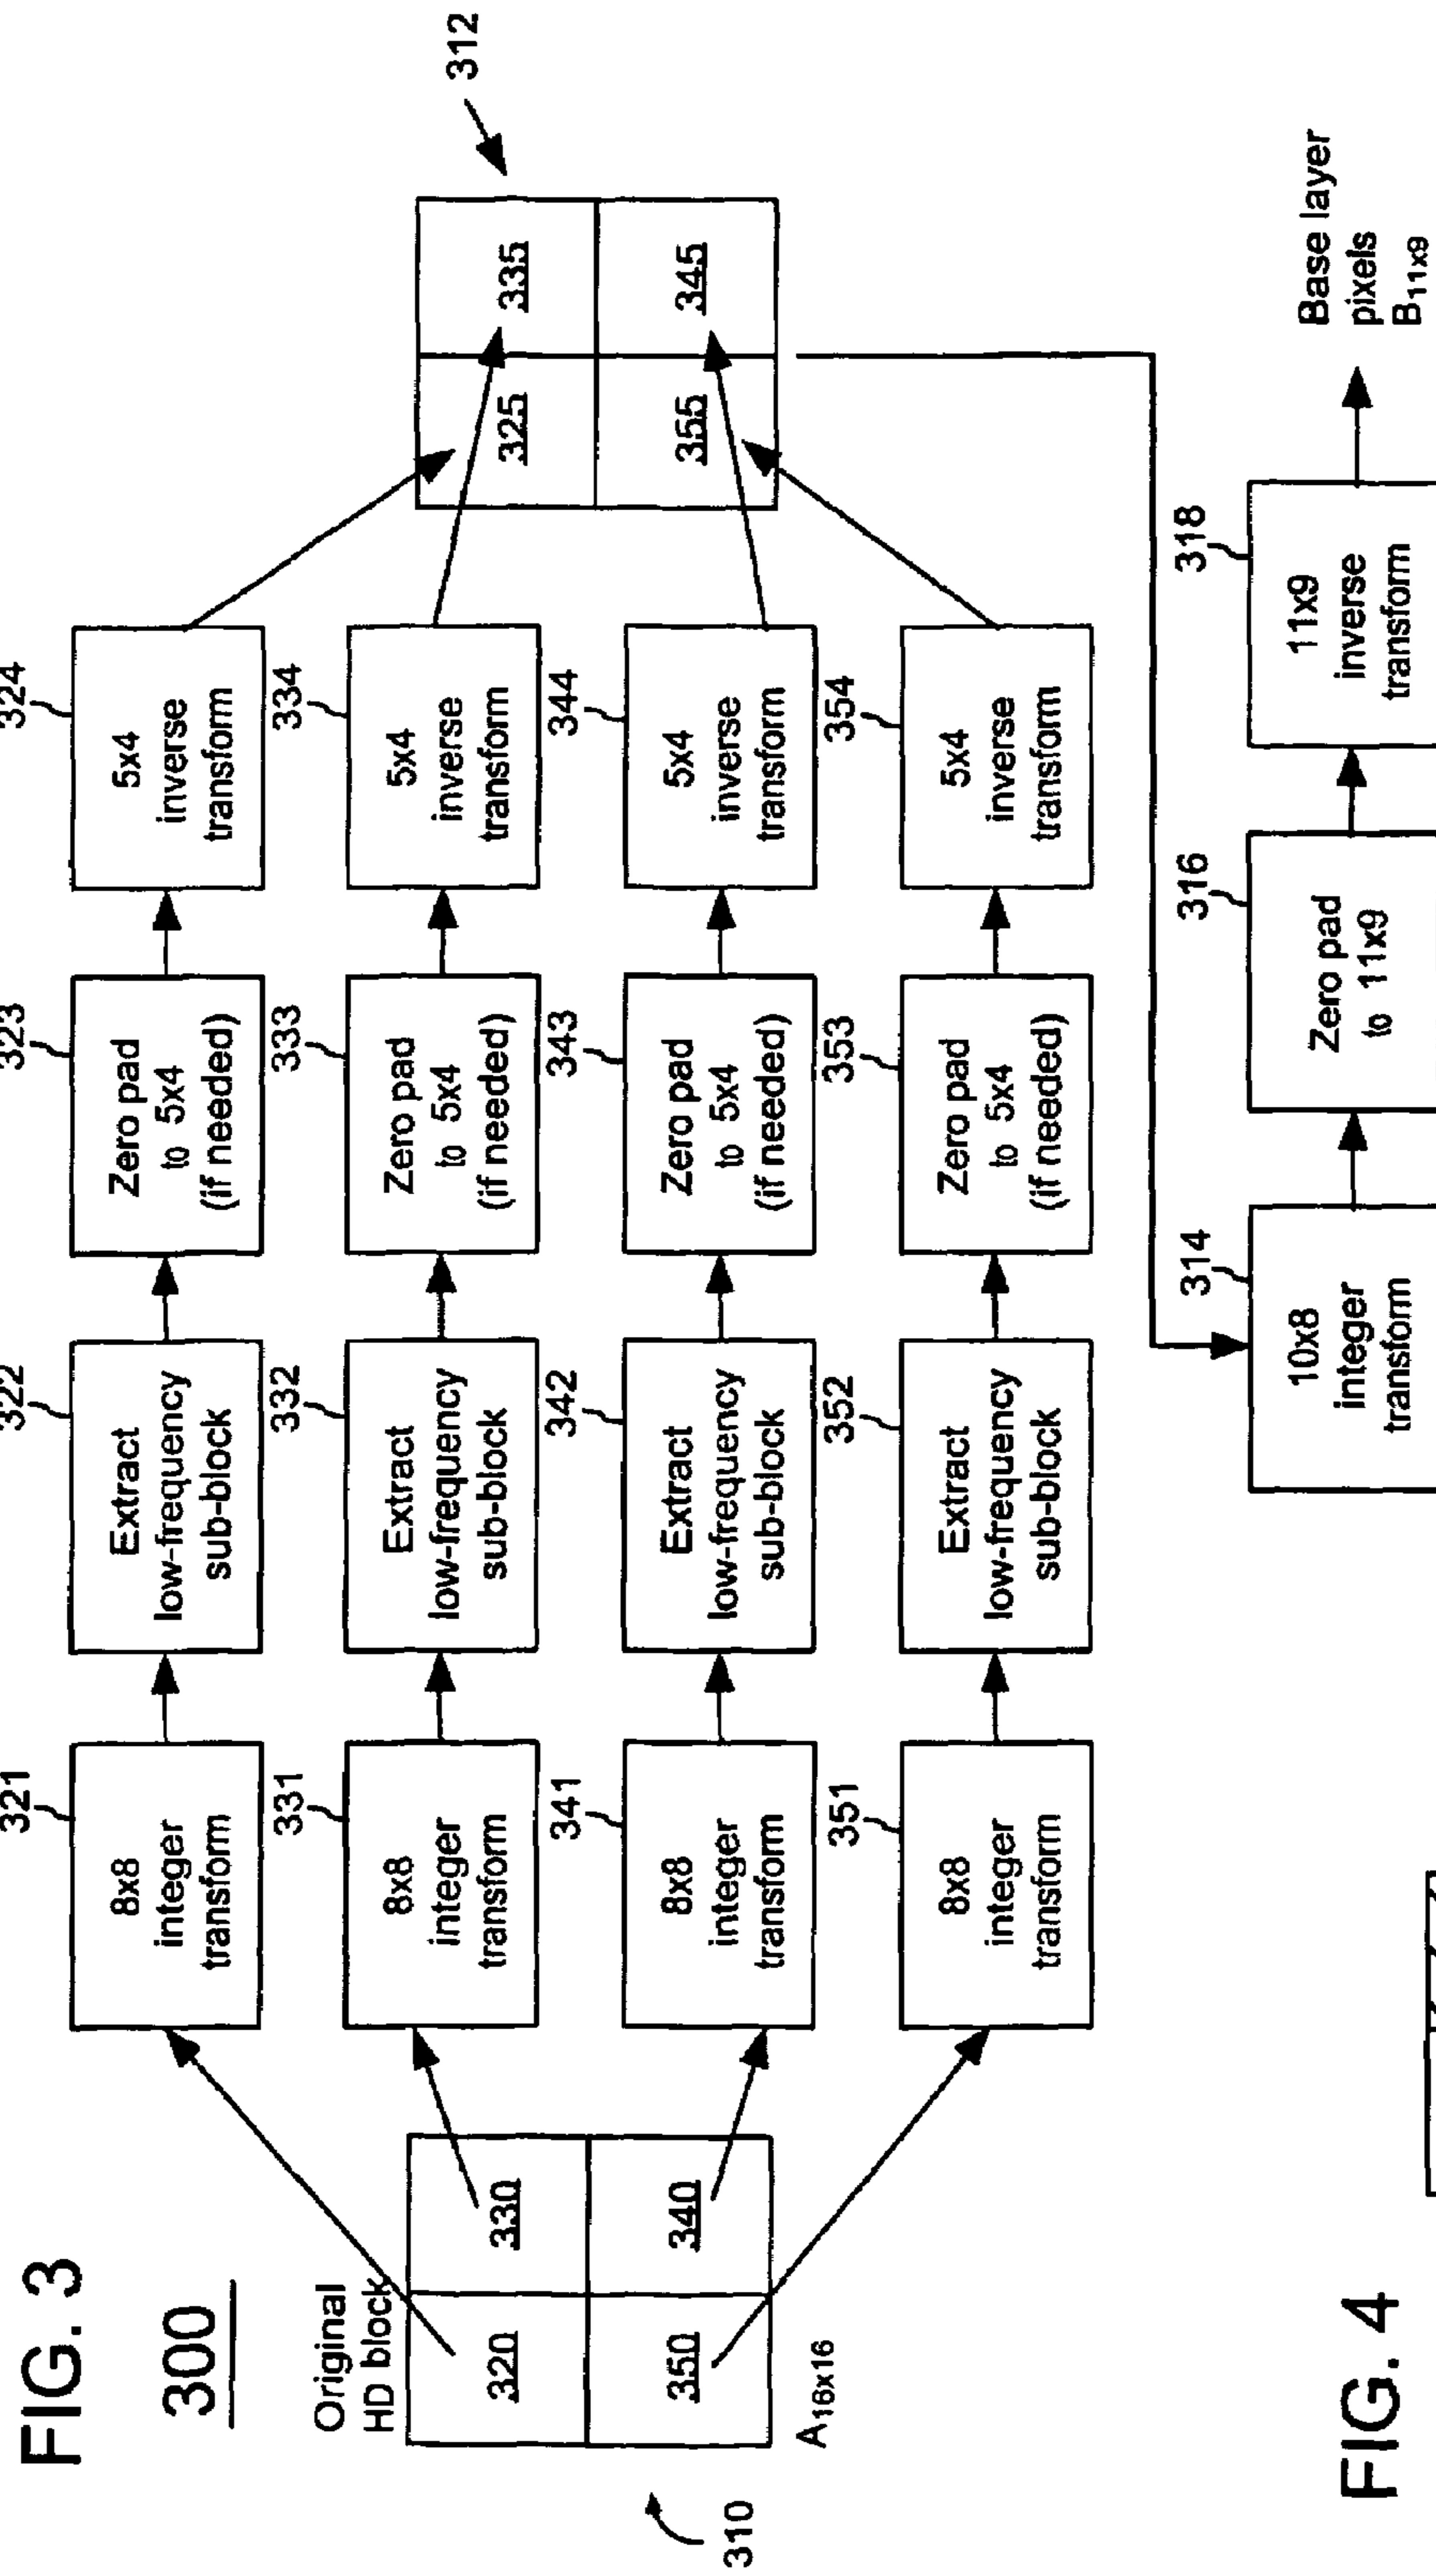 FIG. 3
300
Original
HD block
320
330
350
340
A16x16
310
321
8x8
integer
transform
322
Extract
low-frequency
sub-block
323
Zero pad
to 5x4
(if needed)
324
5x4
inverse
transform
331
8x8
integer
transform
332
Extract
low-frequency
sub-block
333
Zero pad
to 5x4
(if needed)
334
5x4
inverse
transform
341
8x8
integer
transform
342
Extract
low-frequency
sub-block
343
Zero pad
to 5x4
(if needed)
344
5x4
inverse
transform
351
8x8
integer
transform
352
Extract
low-frequency
sub-block
353
Zero pad
to 5x4
(if needed)
354
5x4
inverse
transform
312
325
335
355
345
314
10x8
integer
transform
316
Zero pad
to 11x9
318
11x9
inverse
transform
Base layer
pixels
B11x9
FIG. 4